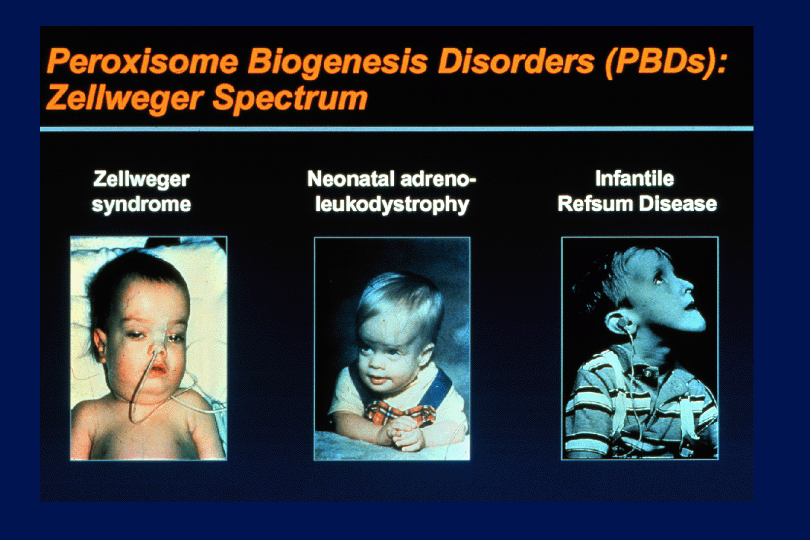 Peroxisome Biogenesis Disorders (PBDs):
Zellweger Spectrum
Zellweger
syndrome
Neonatal adreno-
leukodystrophy
Infantile
Refsum Disease